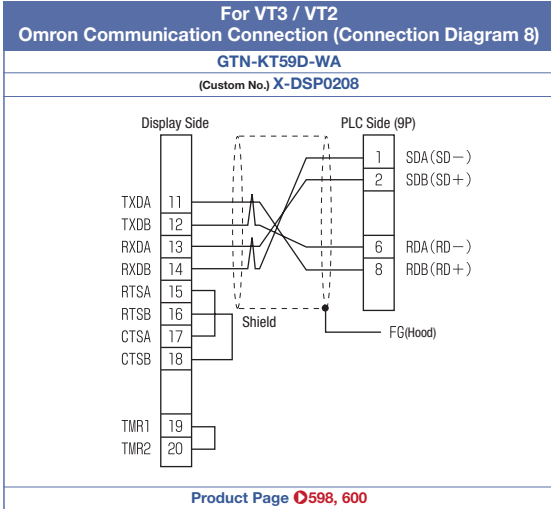 For VT3 / VT2
Omron Communication Connection (Connection Diagram 8)
GTN-KT59D-WA
(Custom No.) X-DSP0208
Display Side
PLC Side (9P)
1 SDA(SD－)
2 SDB(SD＋)
TXDA 11
TXDB 12
RXDA 13
RXDB 14
RTSA 15
RTSB 16
CTSA 17
CTSB 18
6 RDA(RD－)
8 RDB(RD＋)
Shield
FG(Hood)
TMR1 19
TMR2 20
Product Page 598, 600